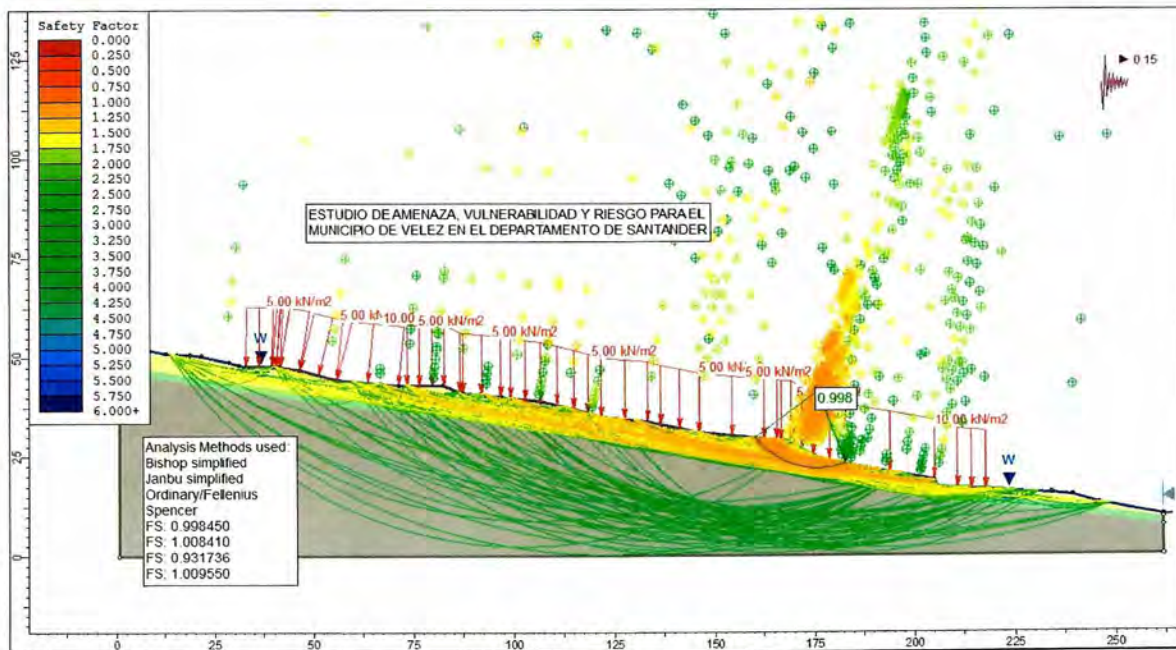 Safety Factor
0.000
0.250
0.500
0.750
1.000
1.250
1.500
1.750
2.000
2.250
2.500
2.750
3.000
3.250
3.500
3.750
4.000
4.250
4.500
4.750
5.000
5.250
5.500
5.750
6.000+
0.15
ESTUDIO DE AMENAZA, VULNERABILIDAD Y RIESGO PARA EL
MUNICIPIO DE VELEZ EN EL DEPARTAMENTO DE SANTANDER
5.00 kN/m2
5.00 kN
10.00
5.00 kN/m2
5.00 kN/m2
5.00 kN/m2
5.00 kN/
5.00 kN/m2
10.00 kN/m2
W
W
0.998
Analysis Methods used:
Bishop simplified
Janbu simplified
Ordinary/Fellenius
Spencer
FS: 0.998450
FS: 1.008410
FS: 0.931736
FS: 1.009550
125
100
75
50
25
0
0
25
50
75
100
125
150
175
200
225
250